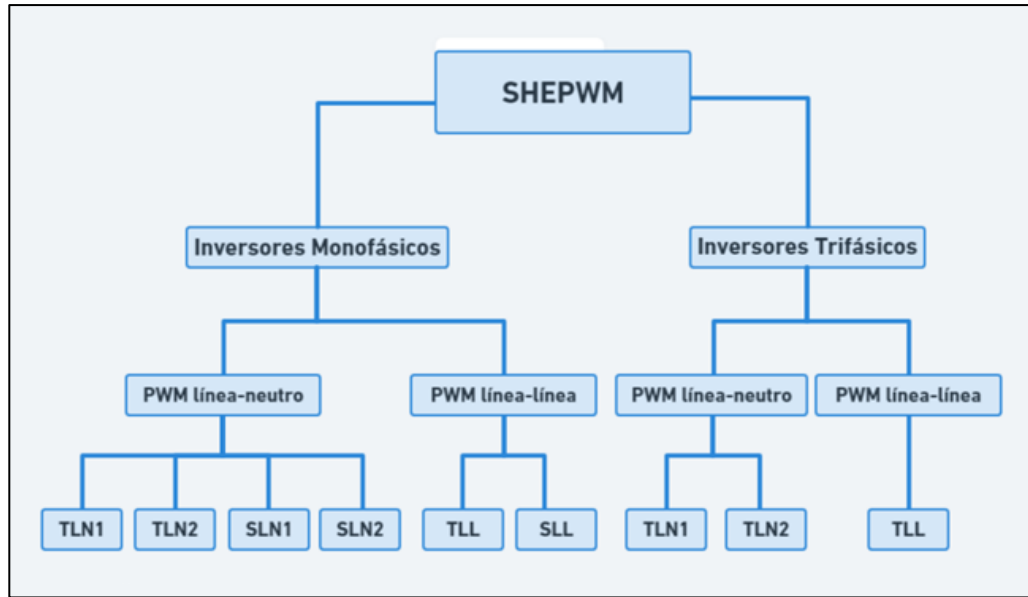 SHEPWM
Inversores Monofásicos
Inversores Trifásicos
PWM línea-neutro
PWM línea-línea
PWM línea-neutro
PWM línea-línea
TLN1
TLN2
SLN1
SLN2
TLL
SLL
TLN1
TLN2
TLL